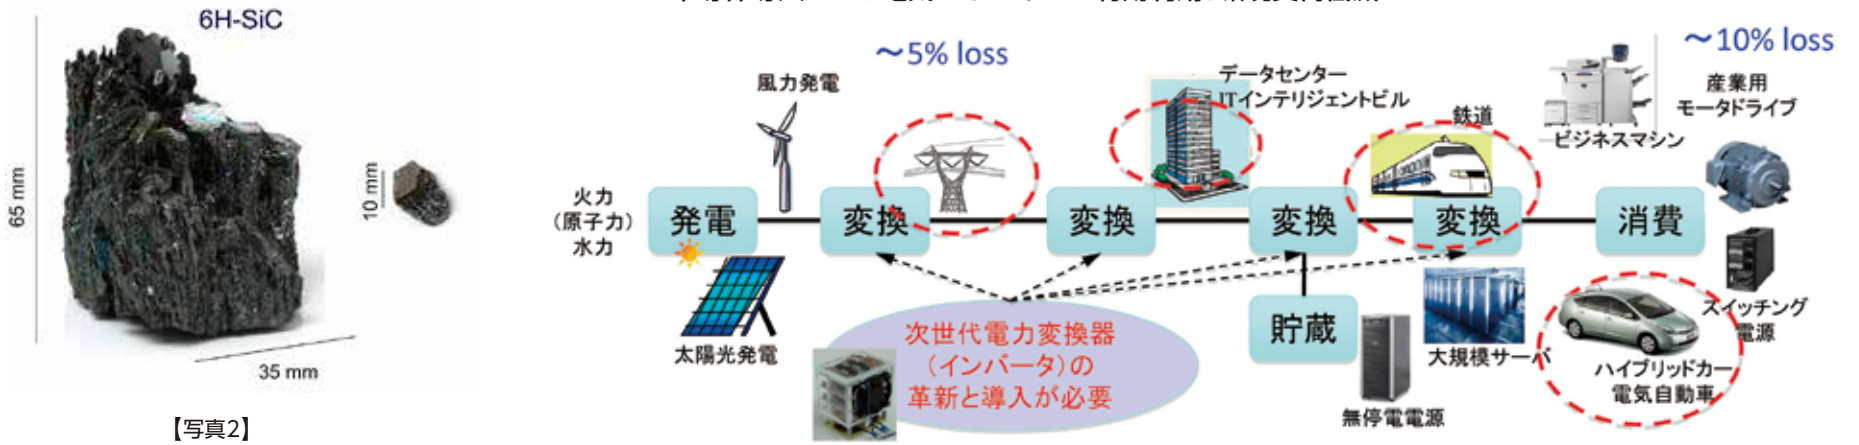 6H-SiC
65 mm
10 mm
35 mm
【写真2】
～5% loss
～10% loss
風力発電
データセンター
ITインテリジェントビル
鉄道
ビジネスマシン
産業用
モータドライブ
火力
(原子力)
水力
発電
変換
変換
変換
変換
消費
太陽光発電
次世代電力変換器
(インバータ)の
革新と導入が必要
貯蔵
無停電電源
大規模サーバ
ハイブリッドカー
電気自動車
スイッチング
電源